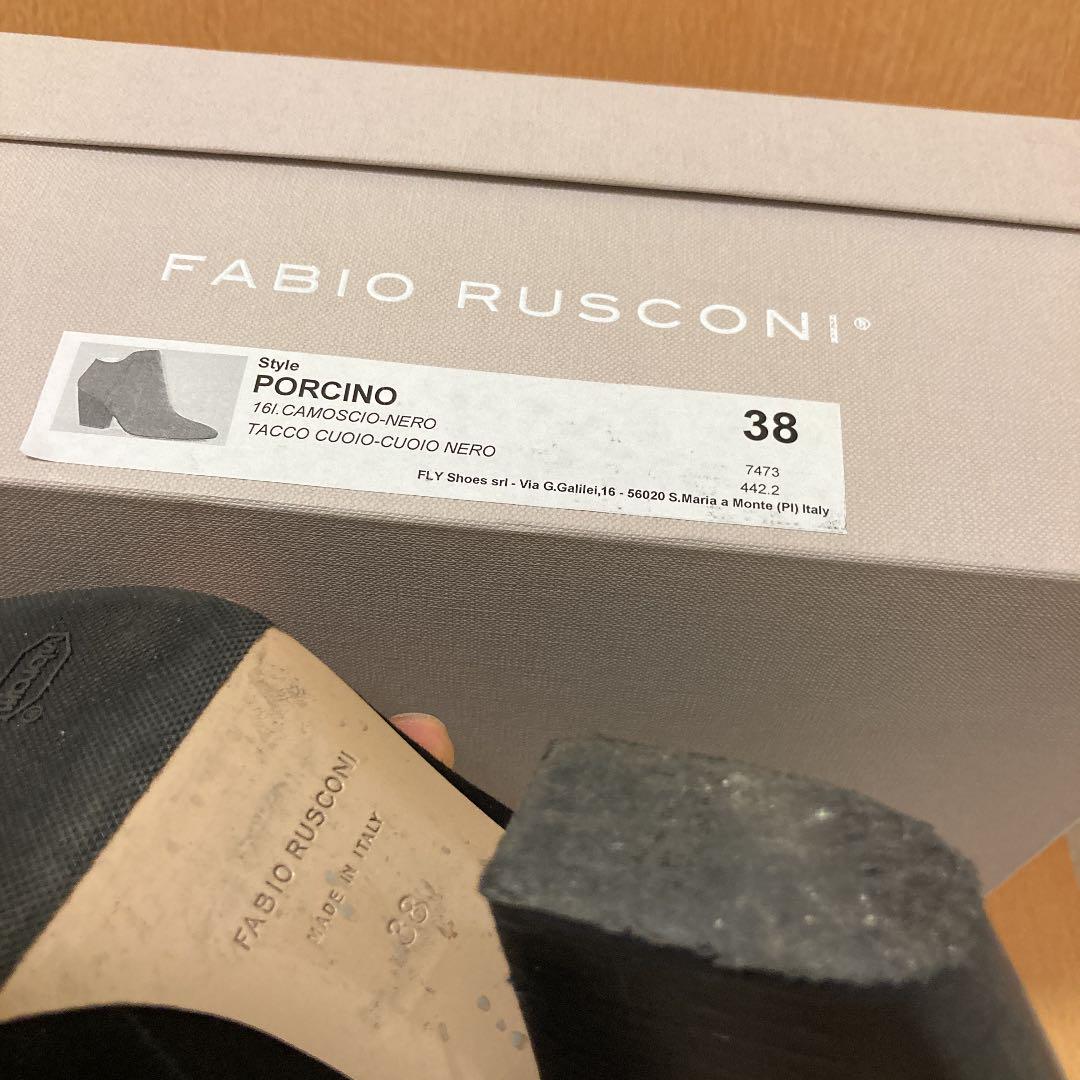 FABIO RUSCONI®
Style
PORCINO
16I.CAMOSCIO-NERO
TACCO CUOIO-CUOIO NERO
38
7473
442.2
FLY Shoes srl - Via G.Galilei,16 - 56020 S.Maria a Monte (PI) Italy
®
FABIO RUSCONI
MADE IN ITALY
38